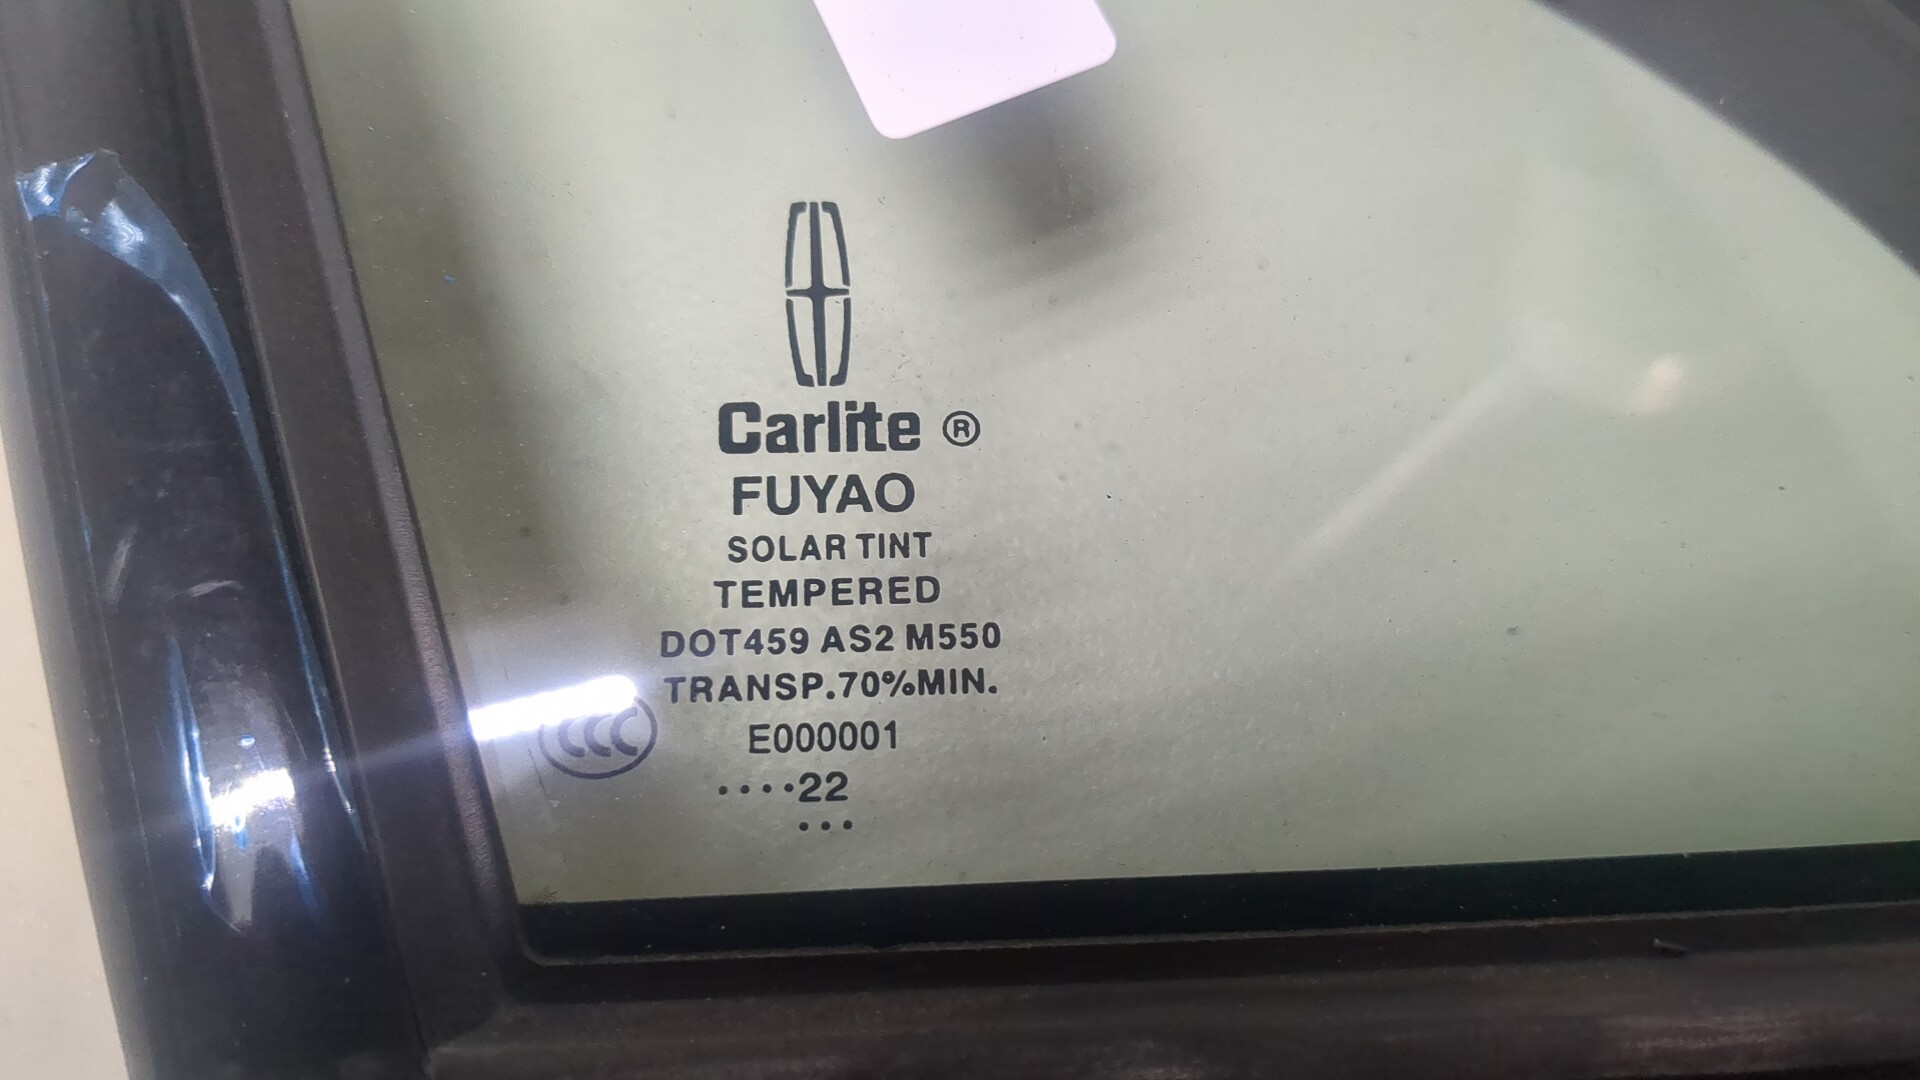 Carlite ®
FUYAO
SOLAR TINT
TEMPERED
DOT459 AS2 M550
TRANSP.70%MIN.
CCC
E000001
····22
···